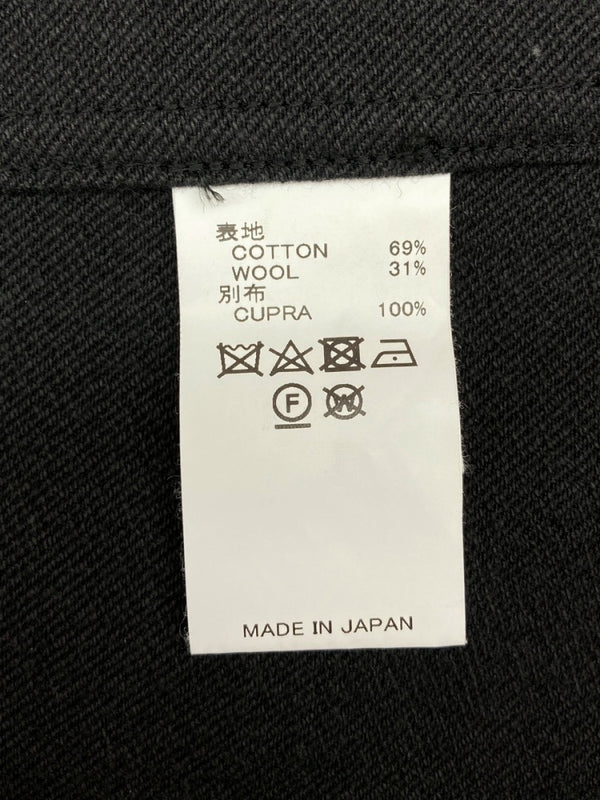 表地
COTTON 69%
WOOL 31%
別布
CUPRA 100%
F W
MADE IN JAPAN